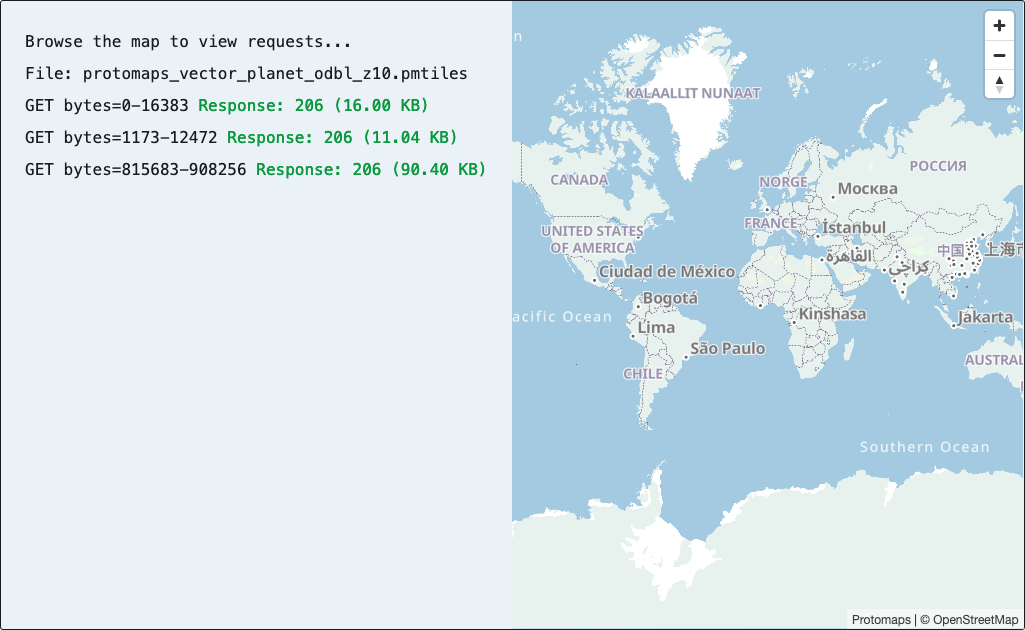 Browse the map to view requests...
File: protomaps_vector_planet_odbl_z10.pmtiles
GET bytes=0-16383 Response: 206 (16.00 KB)
GET bytes=1173-12472 Response: 206 (11.04 KB)
GET bytes=815683-908256 Response: 206 (90.40 KB)
n
KALAALLIT NUNAAT
РОССИЯ
CANADA
NORGE
Москва
FRANCE
İstanbul
UNITED STATES
OF AMERICA
中国
上海市
القاهرة
كراچی
Ciudad de México
Bogotá
Kinshasa
acific Ocean
Jakarta
Lima
São Paulo
AUSTRAL
CHILE
Southern Ocean
Protomaps | © OpenStreetMap